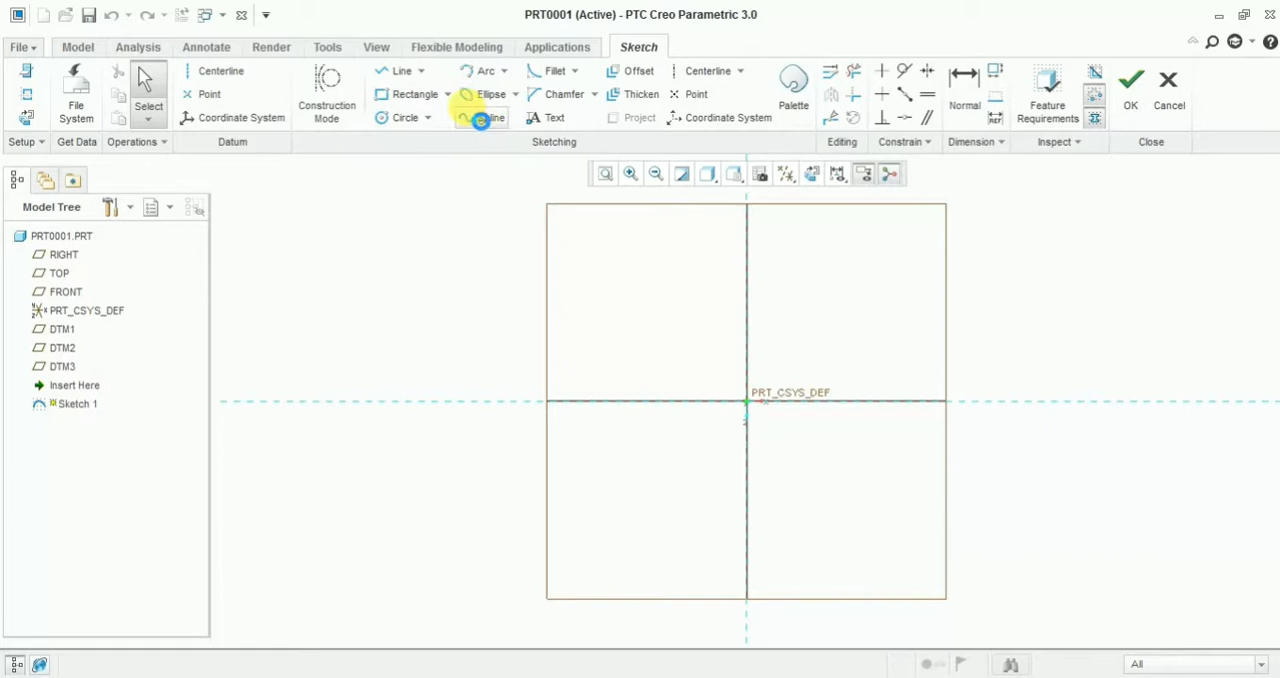 PRT0001 (Active) - PTC Creo Parametric 3.0
File Model Analysis Annotate Render Tools View Flexible Modeling Applications Sketch
Centerline Line Arc Fillet Offset Centerline
Select File System Point Construction Mode Rectangle Ellipse Chamfer Thicken Point Palette Normal Feature Requirements OK Cancel
Coordinate System Circle Text Project Coordinate System
Setup Get Data Operations Datum Sketching Editing Constrain Dimension Inspect Close
Model Tree
PRT0001.PRT
RIGHT
TOP
FRONT
PRT_CSYS_DEF
DTM1
DTM2
DTM3
Insert Here
Sketch 1
PRT_CSYS_DEF
All